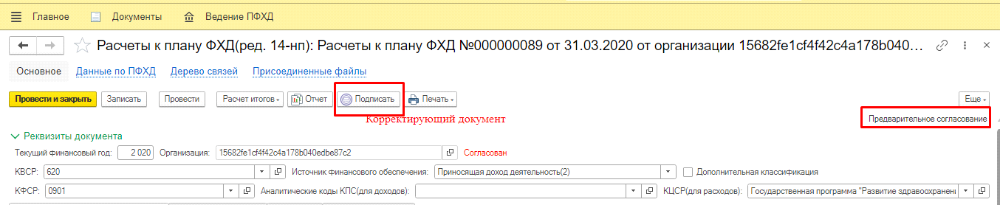 Главное Документы Ведение ПФХД
Расчеты к плану ФХД(ред. 14-нп): Расчеты к плану ФХД №000000089 от 31.03.2020 от организации 15682fe1cf4f42c4a178b040...
Основное Данные по ПФХД Дерево связей Присоединенные файлы
Провести и закрыть Записать Провести Расчет итогов Отчет Подписать Печать Еще
Корректирующий документ Предварительное согласование
Реквизиты документа
Текущий финансовый год: 2 020 Организация: 15682fe1cf4f42c4a178b040edbe87c2 Согласован
КВСР: 620 Источник финансового обеспечения: Приносящая доход деятельность(2) Дополнительная классификация
КФСР: 0901 Аналитические коды КПС(для доходов): КЦСР(для расходов): Государственная программа "Развитие здравоохранени